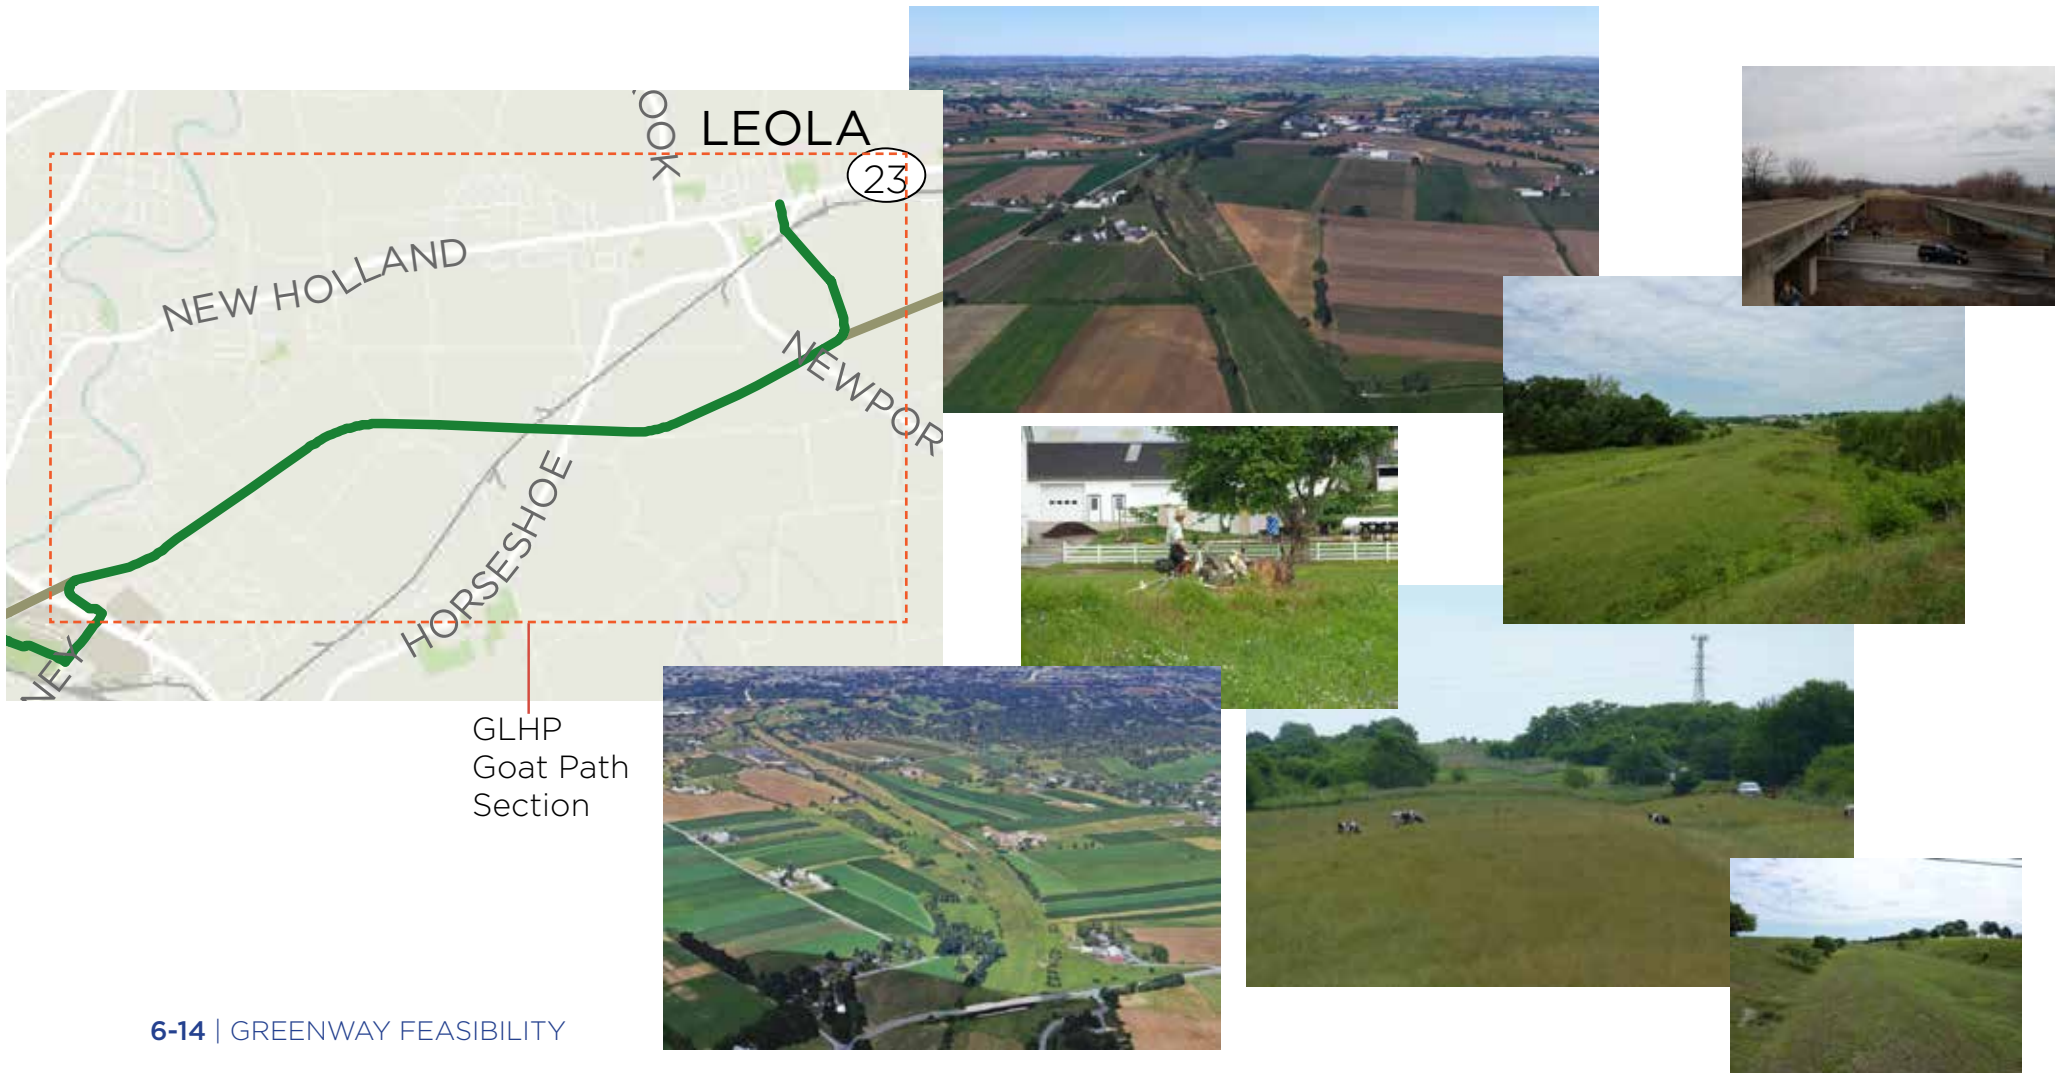 OOK
LEOLA
23
NEW HOLLAND
NEWPOR
HORSESHOE
NEY
GLHP
Goat Path
Section
6-14 | GREENWAY FEASIBILITY